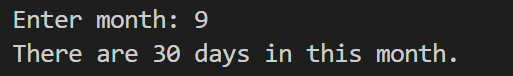 Enter month: 9
There are 30 days in this month.